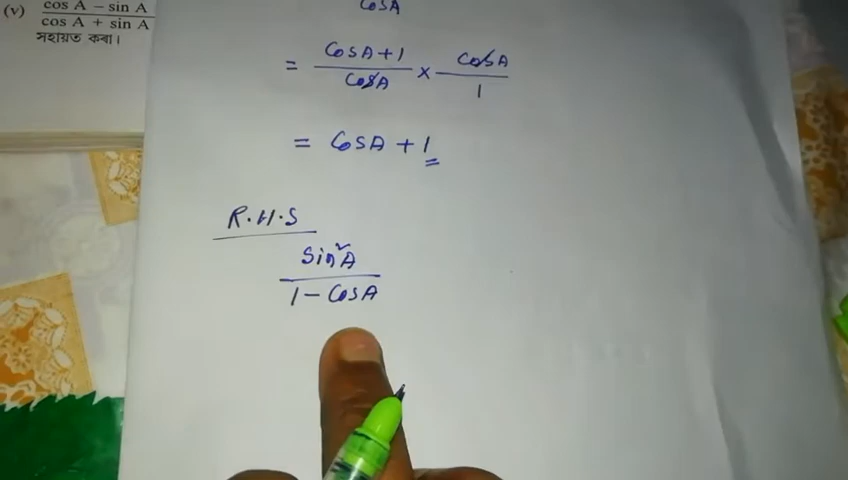 (v) cos A – sin A
cos A + sin A
সহায়ত কৰা।
CosA
= CosA+1 / CosA × CosA / 1
= CosA + 1
R.H.S
Sin²A
1 – CosA